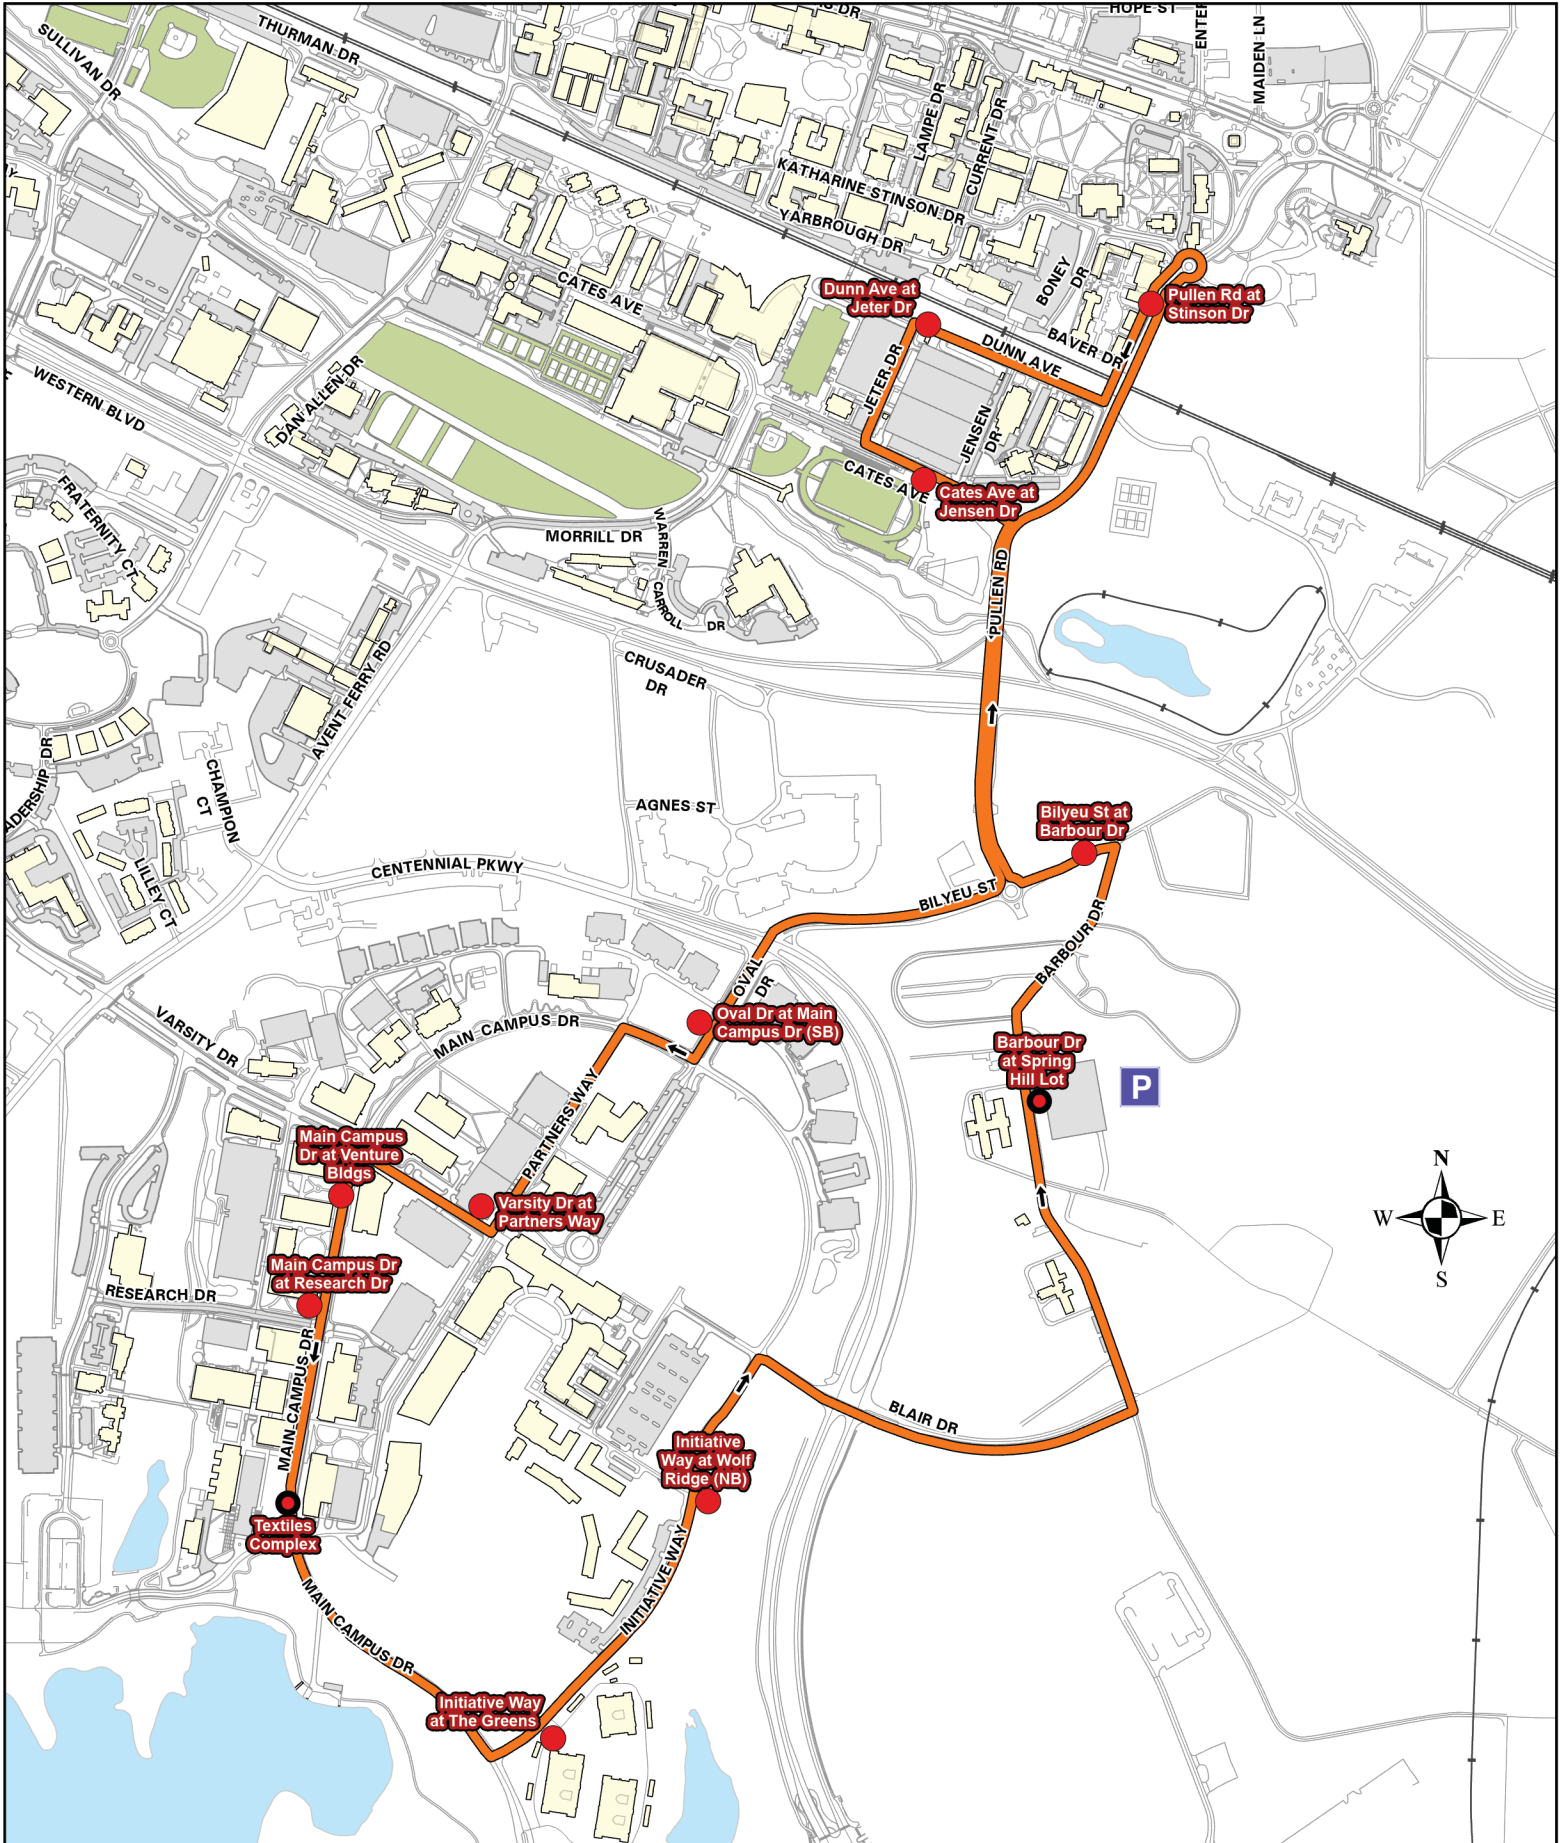 HOPE ST
THURMAN DR
SULLIVAN DR
MAIDEN LN
LAMPE DR
CURRENT DR
KATHARINE STINSON DR
YARBROUGH DR
BONEY
DR
CATES AVE
Dunn Ave at
Jeter Dr
Pullen Rd at
Stinson Dr
BAVER DR
DUNN AVE
JETER DR
JENSEN
DR
WESTERN BLVD
DAN ALLEN DR
CATES AVE
Cates Ave at
Jensen Dr
FRATERNITY CT
MORRILL DR
WARREN
CARROLL
DR
PULLEN RD
CRUSADER
DR
AVENT FERRY RD
CHAMPION
CT
AGNES ST
ADERSHIP DR
Bilyeu St at
Barbour Dr
LILLEY CT
CENTENNIAL PKWY
BILYEU ST
BARBOUR DR
OVAL
DR
Oval Dr at Main
Campus Dr (SB)
VARSITY DR
MAIN CAMPUS DR
Barbour Dr
at Spring
Hill Lot
P
PARTNERS WAY
Main Campus
Dr at Venture
Bldgs
Varsity Dr at
Partners Way
N
W
E
S
Main Campus Dr
at Research Dr
RESEARCH DR
MAIN CAMPUS DR
BLAIR DR
Initiative
Way at Wolf
Ridge (NB)
Textiles
Complex
INITIATIVE WAY
MAIN CAMPUS DR
Initiative Way
at The Greens